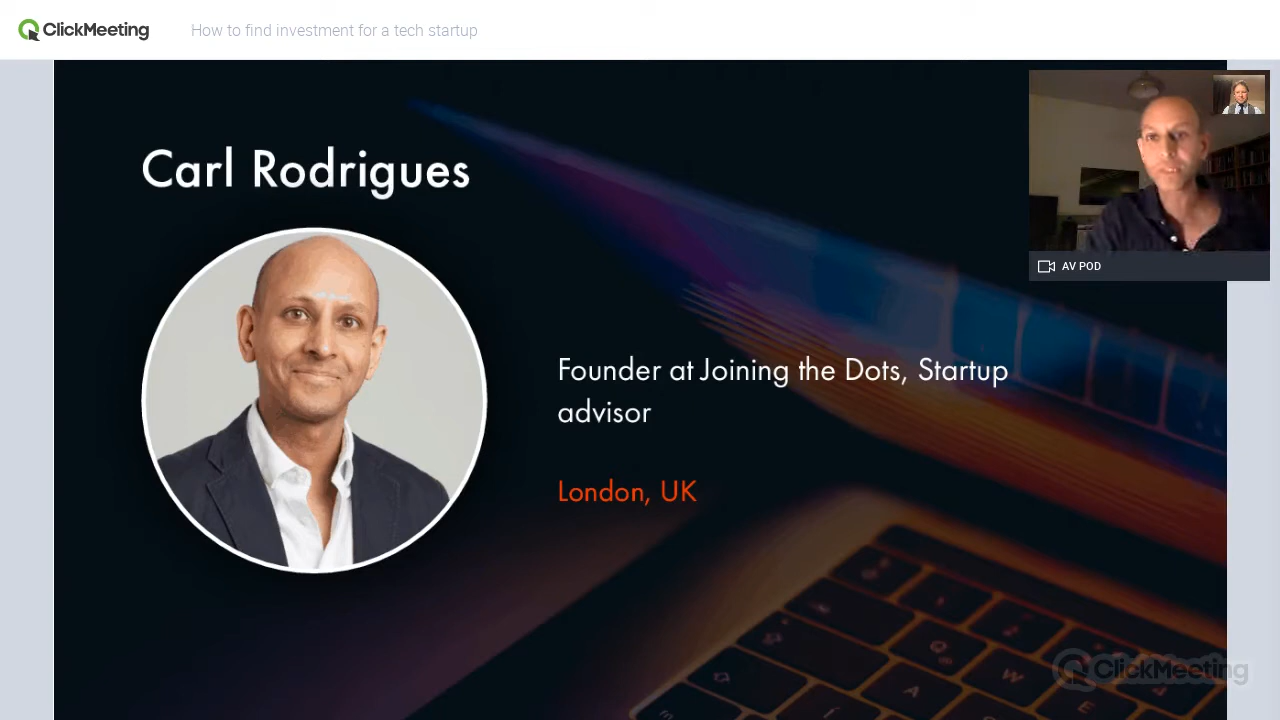 ClickMeeting
How to find investment for a tech startup
Carl Rodrigues
AV POD
Founder at Joining the Dots, Startup
advisor
London, UK
Q
W
E
A
ClickMeeting